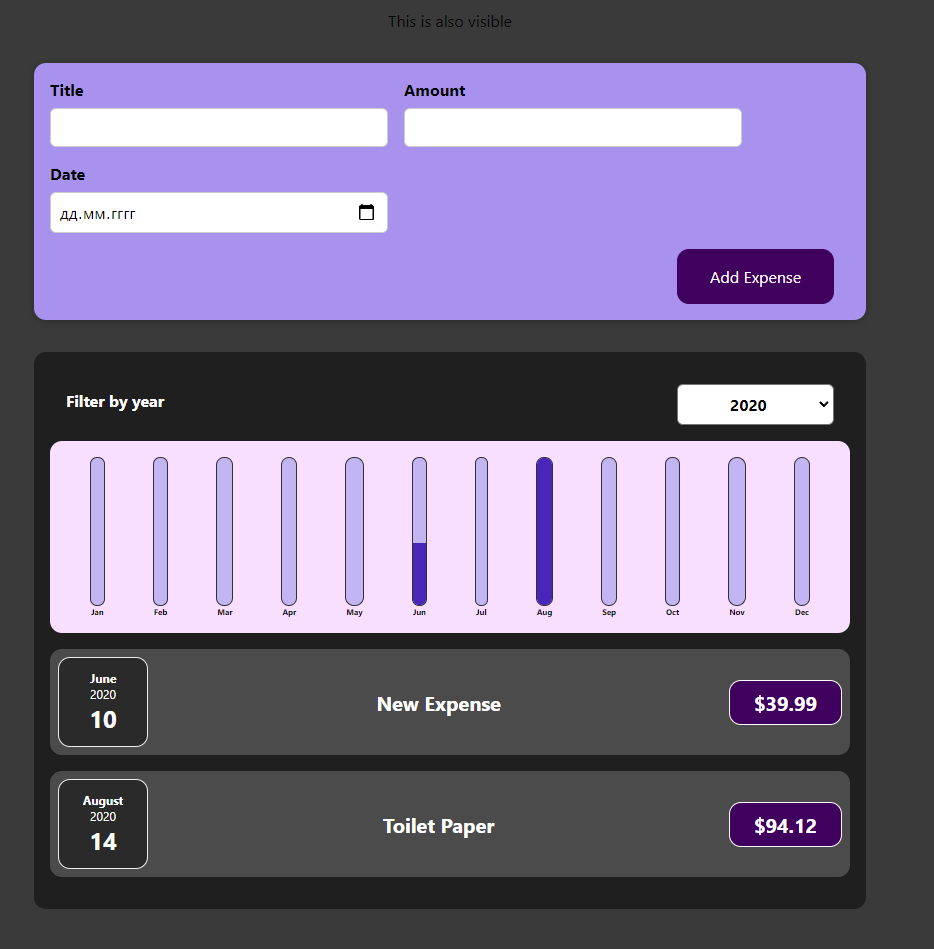 This is also visible
Title
Amount
Date
дд.мм.гггг
Add Expense
Filter by year
2020
Jan Feb Mar Apr May Jun Jul Aug Sep Oct Nov Dec
June
2020
10
New Expense
$39.99
August
2020
14
Toilet Paper
$94.12